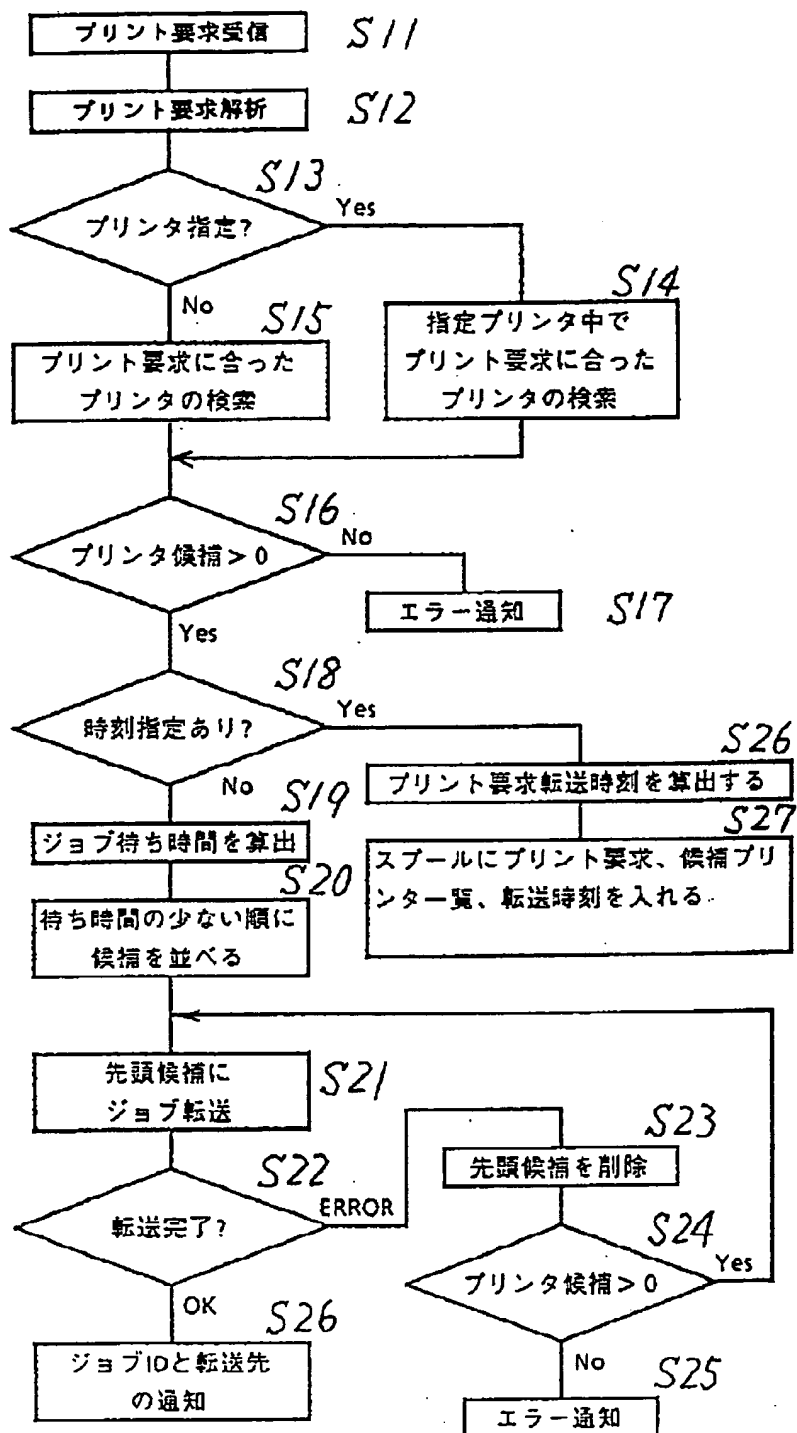 プリント要求受信
S11
プリント要求解析
S12
S13
プリンタ指定?
Yes
No
S14
指定プリンタ中で
プリント要求に合った
プリンタの検索
S15
プリント要求に合った
プリンタの検索
S16
プリンタ候補>0
No
エラー通知
S17
Yes
S18
時刻指定あり?
Yes
No
S26
プリント要求転送時刻を算出する
S27
スプールにプリント要求、候補プリ
ンター覧、転送時刻を入れる
S19
ジョブ待ち時間を算出
S20
待ち時間の少ない順に
候補を並べる
先頭候補に
ジョブ転送
S21
S22
転送完了?
ERROR
S23
先頭候補を削除
S24
プリンタ候補>0
Yes
OK
S26
ジョブIDと転送先
の通知
No
S25
エラー通知